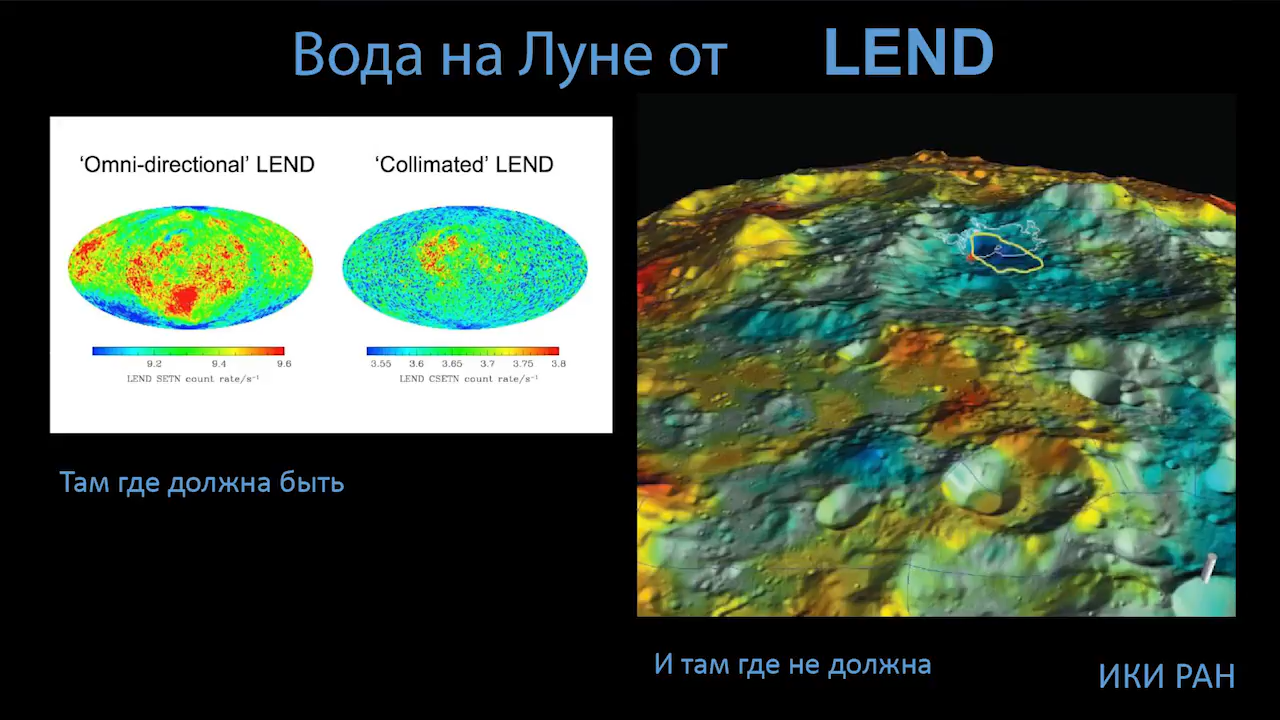 Вода на Луне от LEND
‘Omni-directional’ LEND
‘Collimated’ LEND
9.2 9.4 9.6
LEND SETN count rate/s⁻¹
3.55 3.6 3.65 3.7 3.75 3.8
LEND CSETN count rate/s⁻¹
Там где должна быть
И там где не должна
ИКИ РАН